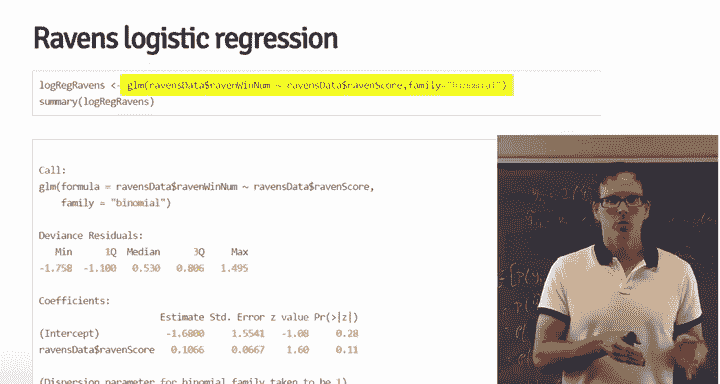 Ravens logistic regression
logRegRavens <- glm(ravensData$ravenWinNum ~ ravensData$ravenScore,family="binomial")
summary(logRegRavens)
Call:
glm(formula = ravensData$ravenWinNum ~ ravensData$ravenScore,
family = "binomial")
Deviance Residuals:
Min 1Q Median 3Q Max
-1.758 -1.100 0.530 0.806 1.495
Coefficients:
Estimate Std. Error z value Pr(>|z|)
(Intercept) -1.6800 1.5541 -1.08 0.28
ravensData$ravenScore 0.1066 0.0667 1.60 0.11
(Dispersion parameter for binomial family taken to be 1)